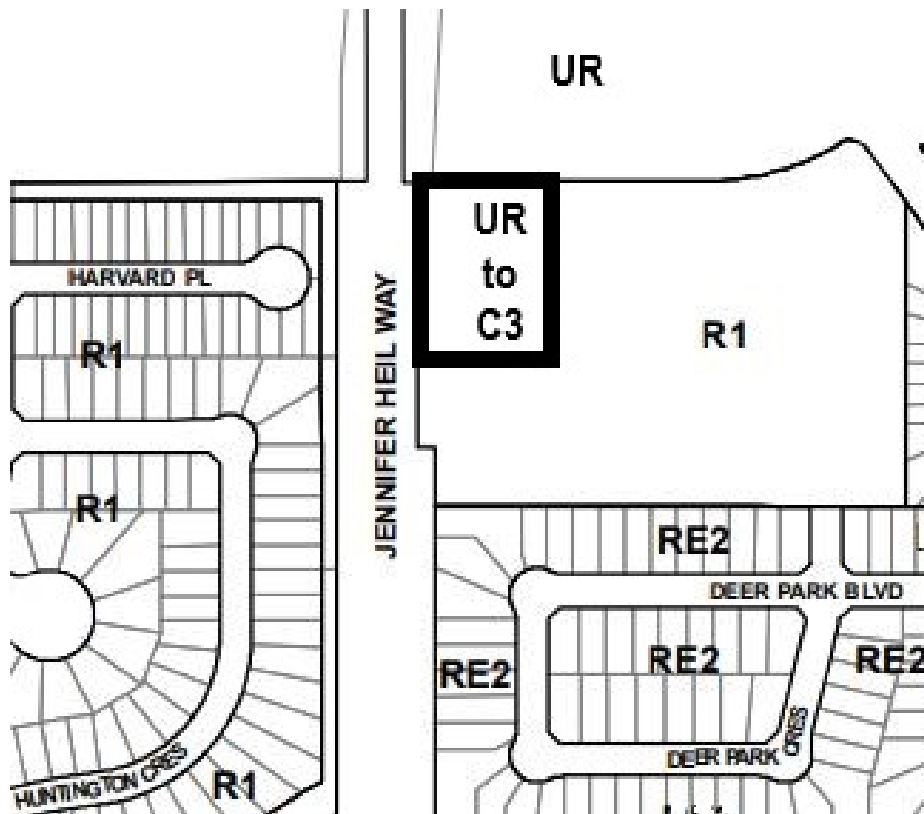 UR
UR
to
C3
HARVARD PL
R1
R1
JENNIFER HEIL WAY
R1
RE2
DEER PARK BLVD
RE2
RE2
RE2
DEER PARK CRES
HUNTINGTON CRES
R1